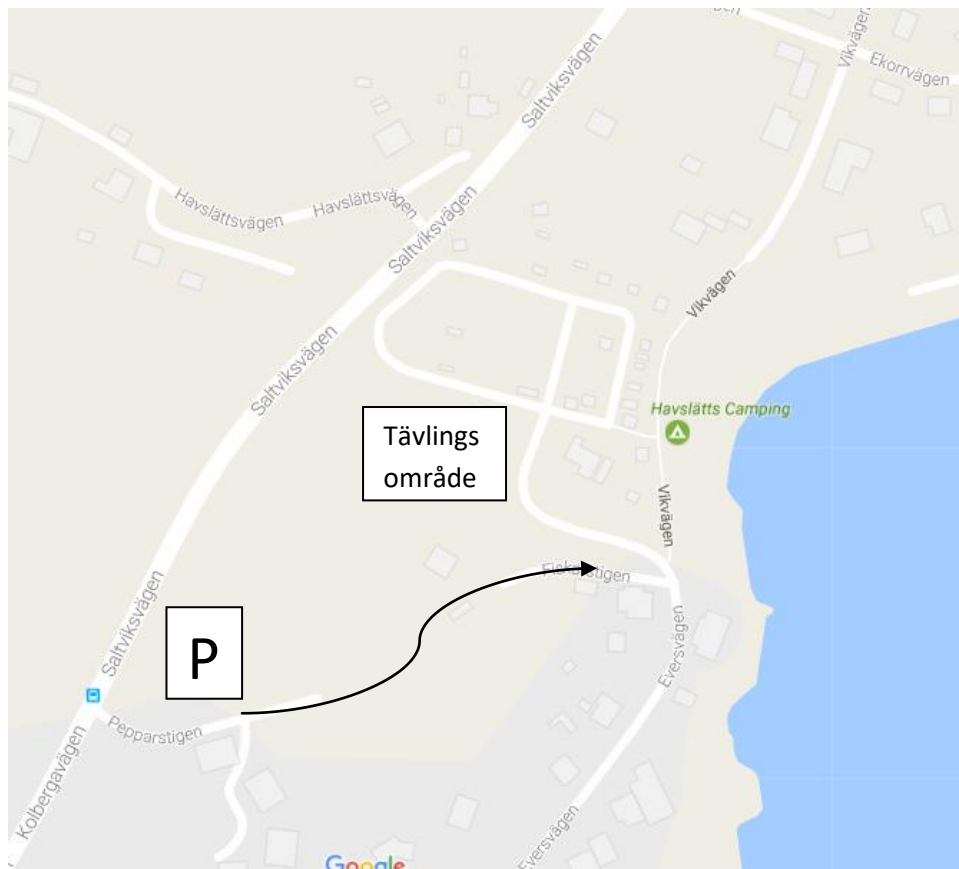 Vikvägen
Ekorrvägen
Saltviksvägen
Havslättsvägen
Havslättsvägen
Saltviksvägen
Vikvägen
Saltviksvägen
Havslätts Camping
Tävlings
område
Vikvägen
Fiskarstigen
Saltviksvägen
P
Eversvägen
Pepparstigen
Kolbergavägen
Eversvägen
Google